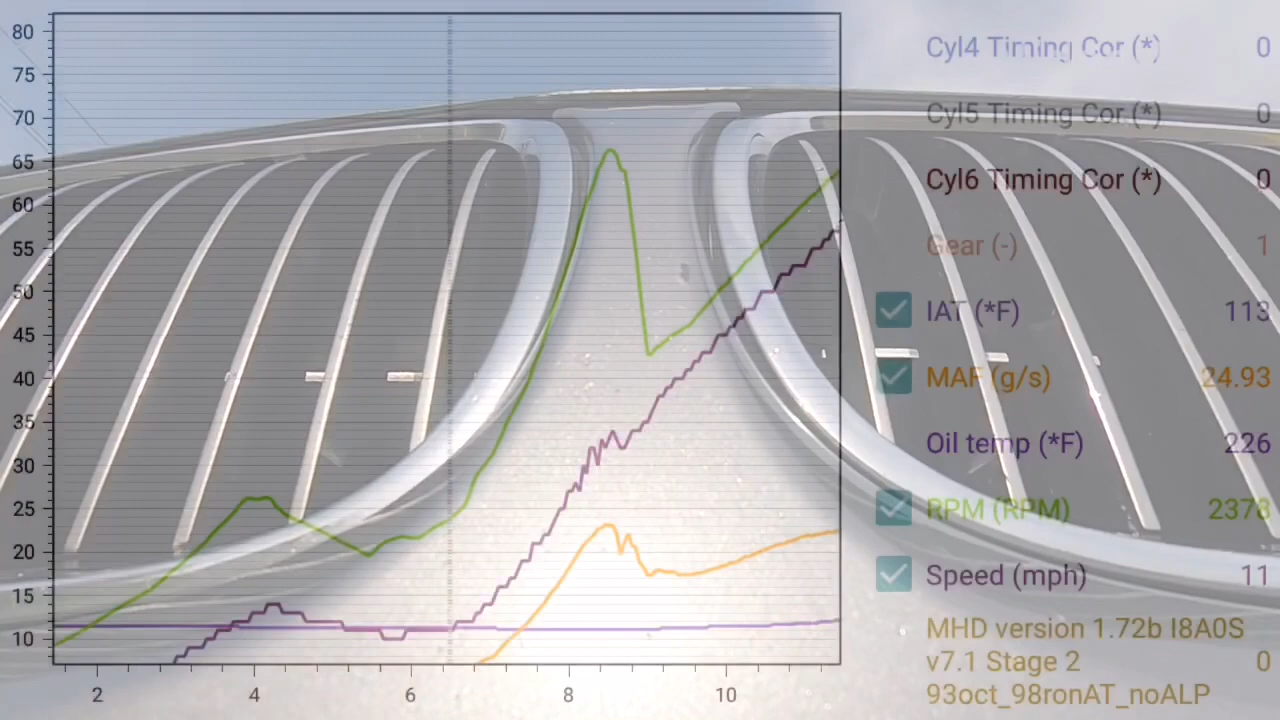 80
75
70
65
60
55
50
45
40
35
30
25
20
15
10
2 4 6 8 10
Cyl4 Timing Cor (*) 0
Cyl5 Timing Cor (*) 0
Cyl6 Timing Cor (*) 0
Gear (-) 1
IAT (*F) 113
MAF (g/s) 24.93
Oil temp (*F) 226
RPM (RPM) 2378
Speed (mph) 11
MHD version 1.72b I8A0S
v7.1 Stage 2 0
93oct_98ronAT_noALP